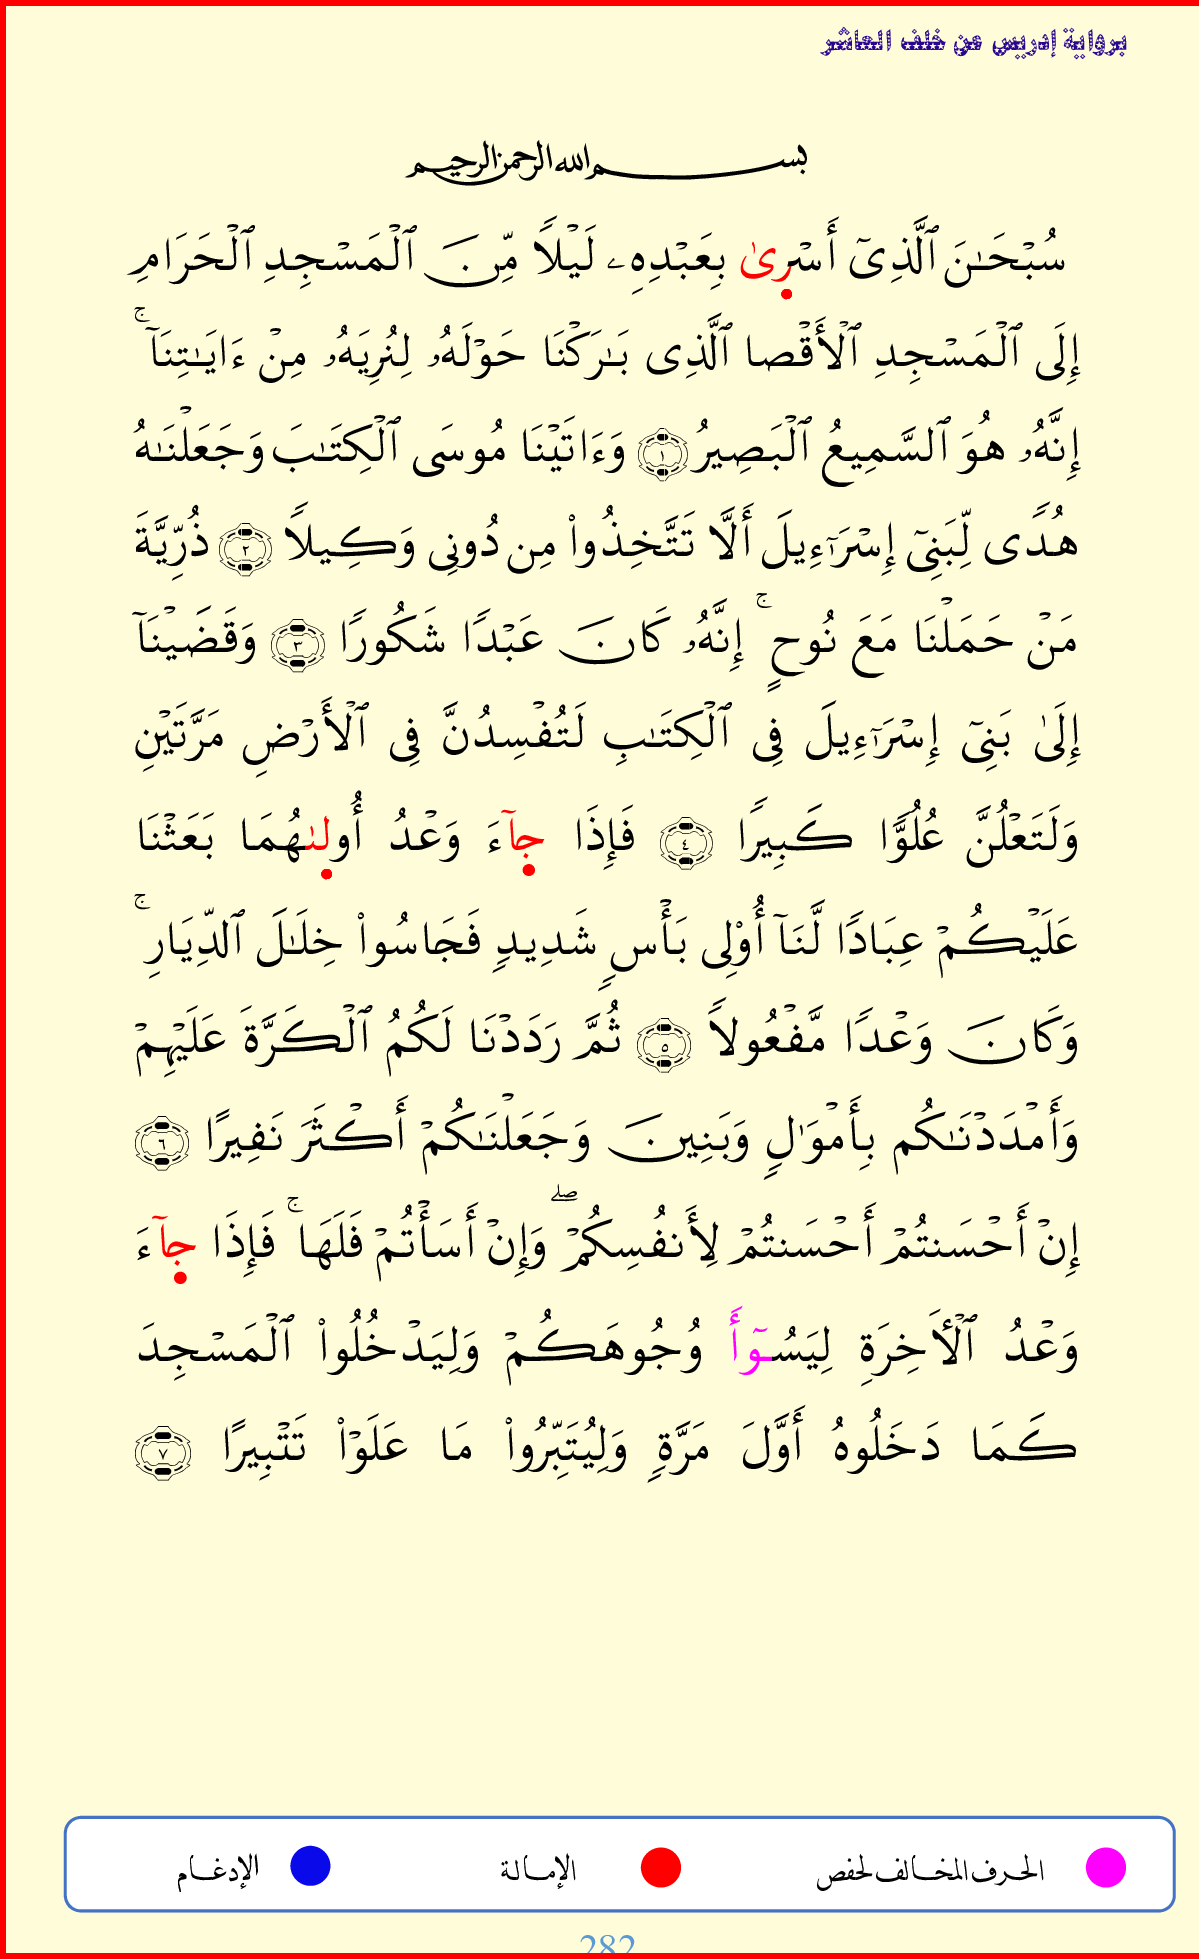 برواية إدريس عن خلف العاشر
بسم الله الرحمن الرحيم
سُبۡحَـٰنَ ٱلَّذِىٓ أَسۡرِىٰ بِعَبۡدِهِۦ لَيۡلࣰا مِّنَ ٱلۡمَسۡجِدِ ٱلۡحَرَامِ
إِلَى ٱلۡمَسۡجِدِ ٱلۡأَقۡصَا ٱلَّذِى بَـٰرَكۡنَا حَوۡلَهُۥ لِنُرِيَهُۥ مِنۡ ءَايَـٰتِنَآۚ
إِنَّهُۥ هُوَ ٱلسَّمِيعُ ٱلۡبَصِيرُ ١ وَءَاتَيۡنَا مُوسَى ٱلۡكِتَـٰبَ وَجَعَلۡنَـٰهُ
هُدࣰى لِّبَنِىٓ إِسۡرَـٰٓءِيلَ أَلَّا تَتَّخِذُوا۟ مِن دُونِى وَكِيلࣰا ٢ ذُرِّيَّةَ
مَنۡ حَمَلۡنَا مَعَ نُوحٍۚ إِنَّهُۥ كَانَ عَبۡدࣰا شَكُورࣰا ٣ وَقَضَيۡنَآ
إِلَىٰ بَنِىٓ إِسۡرَـٰٓءِيلَ فِى ٱلۡكِتَـٰبِ لَتُفۡسِدُنَّ فِى ٱلۡأَرۡضِ مَرَّتَيۡنِ
وَلَتَعۡلُنَّ عُلُوࣰّا كَبِيرࣰا ٤ فَإِذَا جَآءَ وَعۡدُ أُولىٰهُمَا بَعَثۡنَا
عَلَيۡكُمۡ عِبَادࣰا لَّنَآ أُو۟لِى بَأۡسࣲ شَدِيدࣲ فَجَاسُوا۟ خِلَـٰلَ ٱلدِّيَارِۚ
وَكَانَ وَعۡدࣰا مَّفۡعُولࣰا ٥ ثُمَّ رَدَدۡنَا لَكُمُ ٱلۡكَرَّةَ عَلَيۡهِمۡ
وَأَمۡدَدۡنَـٰكُم بِأَمۡوَٰلࣲ وَبَنِينَ وَجَعَلۡنَـٰكُمۡ أَكۡثَرَ نَفِيرًا ٦
إِنۡ أَحۡسَنتُمۡ أَحۡسَنتُمۡ لِأَنفُسِكُمۡۖ وَإِنۡ أَسَأۡتُمۡ فَلَهَاۚ فَإِذَا جَآءَ
وَعۡدُ ٱلۡأَخِرَةِ لِيَسُـوٓأَ وُجُوهَكُمۡ وَلِيَدۡخُلُوا۟ ٱلۡمَسۡجِدَ
كَمَا دَخَلُوهُ أَوَّلَ مَرَّةࣲ وَلِيُتَبِّرُوا۟ مَا عَلَوۡا۟ تَتۡبِيرًا ٧
الحرف المخالف لحفص الإمالة الإدغام
282